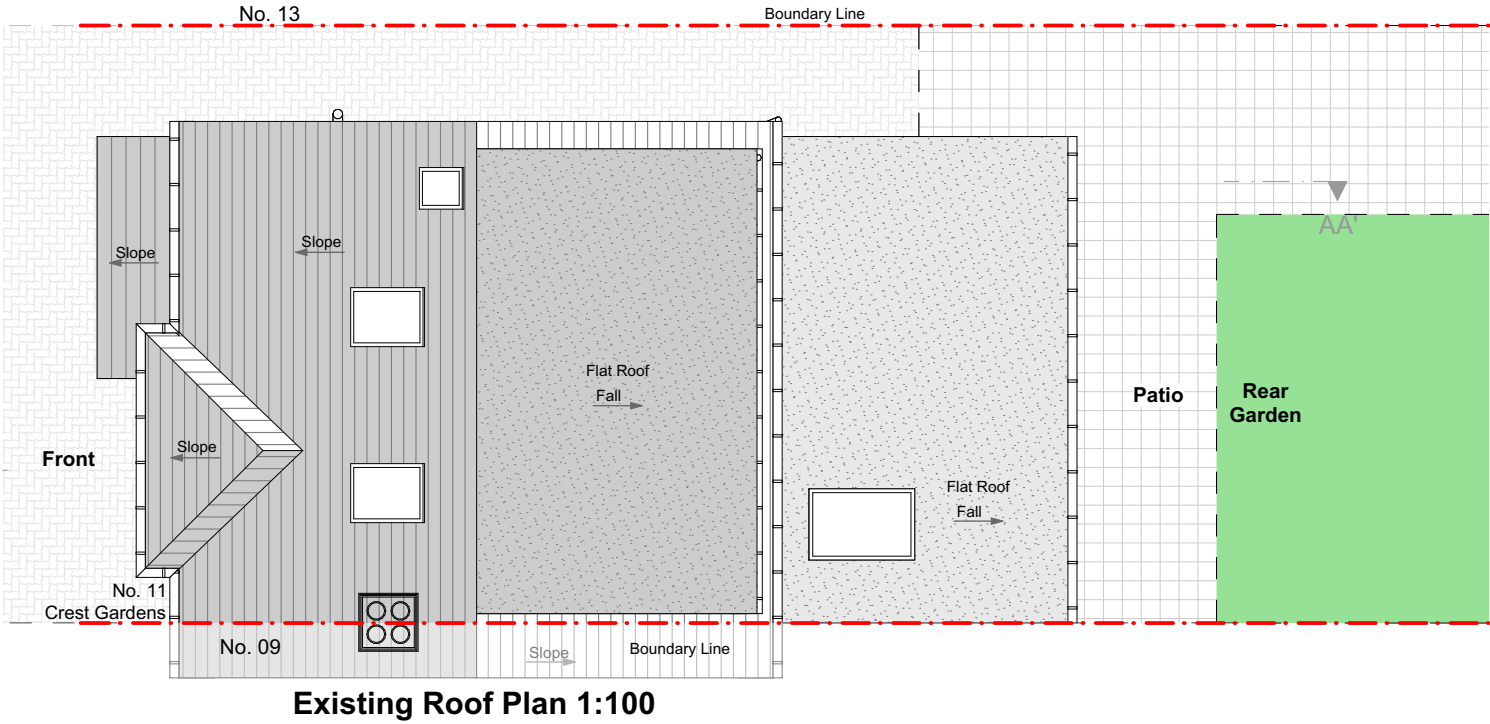 No. 13
Boundary Line
AA'
Slope
Slope
Flat Roof
Fall
Patio
Rear
Garden
Slope
Front
Flat Roof
Fall
No. 11
Crest Gardens
No. 09
Slope
Boundary Line
Existing Roof Plan 1:100